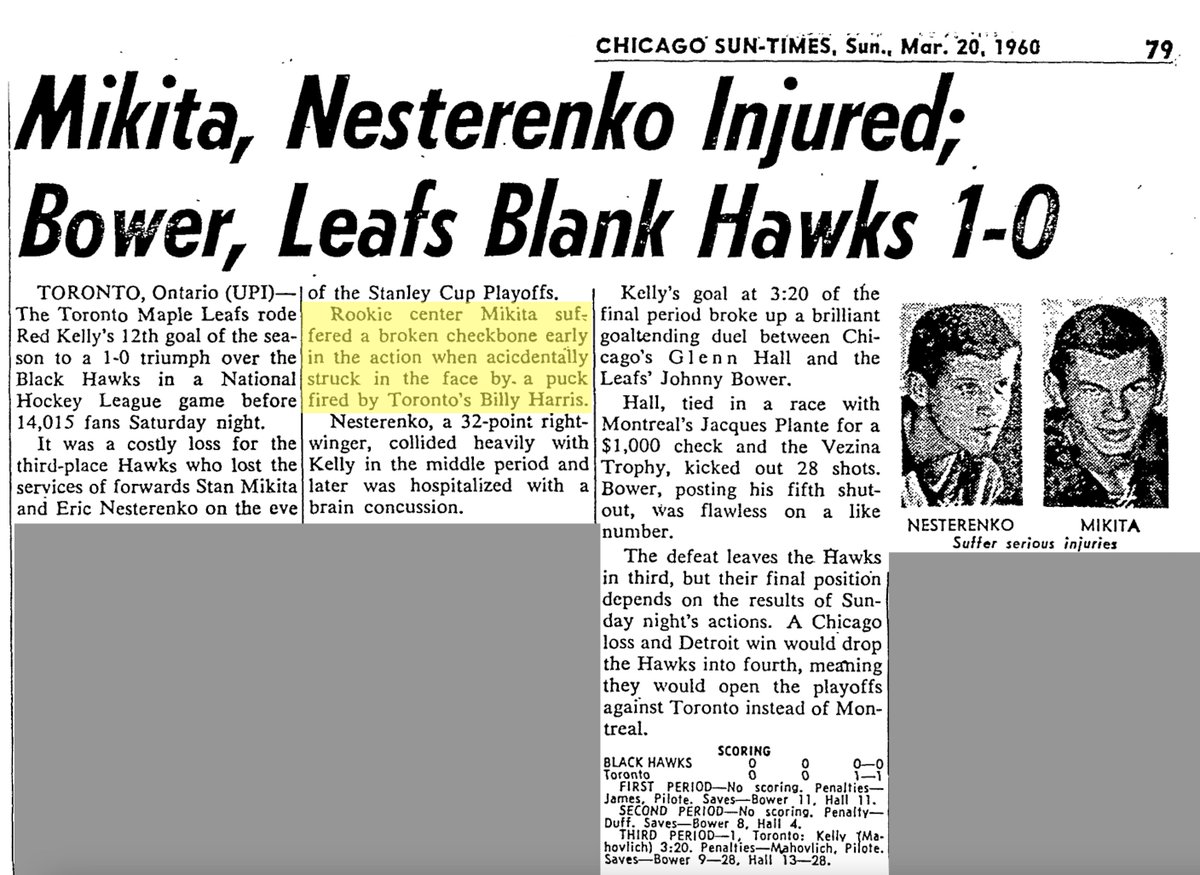 CHICAGO SUN-TIMES, Sun., Mar. 20, 1960 79
Mikita, Nesterenko Injured;
Bower, Leafs Blank Hawks 1-0
TORONTO, Ontario (UPI)—
The Toronto Maple Leafs rode
Red Kelly's 12th goal of the sea-
son to a 1-0 triumph over the
Black Hawks in a National
Hockey League game before
14,015 fans Saturday night.
It was a costly loss for the
third-place Hawks who lost the
services of forwards Stan Mikita
and Eric Nesterenko on the eve
of the Stanley Cup Playoffs.
Rookie center Mikita suf-
fered a broken cheekbone early
in the action when acicdentally
struck in the face by a puck
fired by Toronto's Billy Harris.
Nesterenko, a 32-point right-
winger, collided heavily with
Kelly in the middle period and
later was hospitalized with a
brain concussion.
Kelly's goal at 3:20 of the
final period broke up a brilliant
goaltending duel between Chi-
cago's Glenn Hall and the
Leafs' Johnny Bower.
Hall, tied in a race with
Montreal's Jacques Plante for a
$1,000 check and the Vezina
Trophy, kicked out 28 shots.
Bower, posting his fifth shut-
out, was flawless on a like
number.
The defeat leaves the Hawks
in third, but their final position
depends on the results of Sun-
day night's actions. A Chicago
loss and Detroit win would drop
the Hawks into fourth, meaning
they would open the playoffs
against Toronto instead of Mon-
treal.
SCORING
BLACK HAWKS 0 0 0—0
Toronto 0 0 1—1
FIRST PERIOD—No scoring. Penalties—
James, Pilote. Saves—Bower 11, Hall 11.
SECOND PERIOD—No scoring. Penalty—
Duff. Saves—Bower 8, Hall 4.
THIRD PERIOD—1, Toronto: Kelly (Ma-
hovlich) 3:20. Penalties—Mahovlich, Pilote.
Saves—Bower 9—28, Hall 13—28.
NESTERENKO MIKITA
Suffer serious injuries